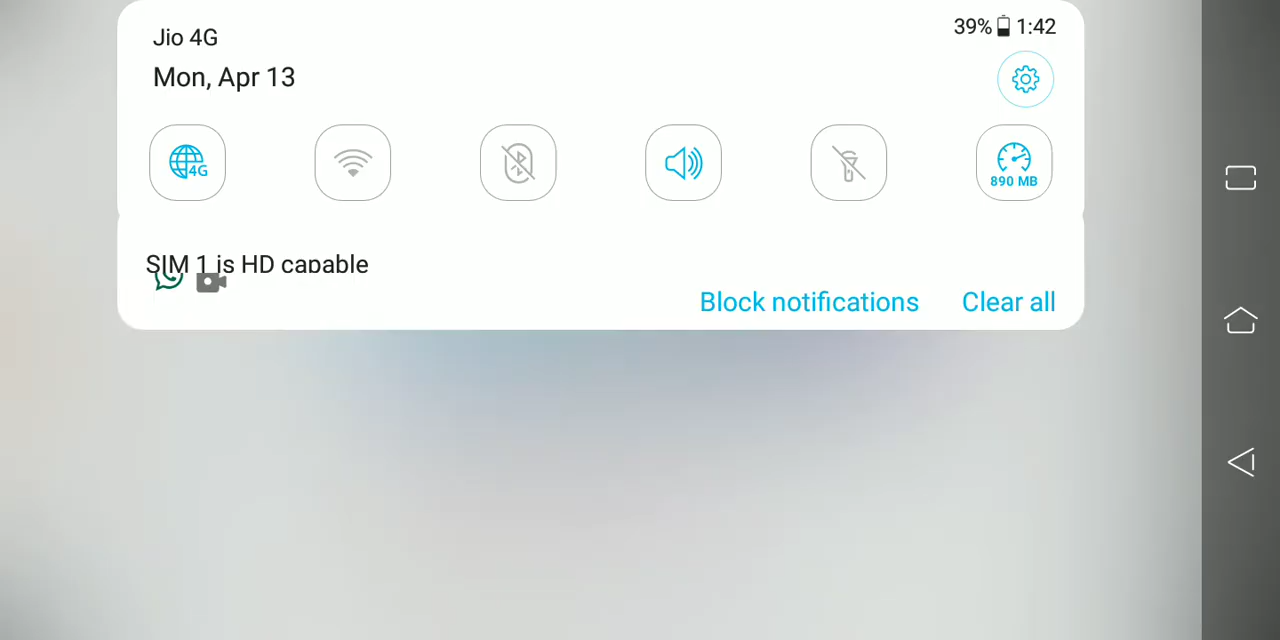 Jio 4G
39% 1:42
Mon, Apr 13
4G
890 MB
SIM 1 is HD capable
Block notifications
Clear all